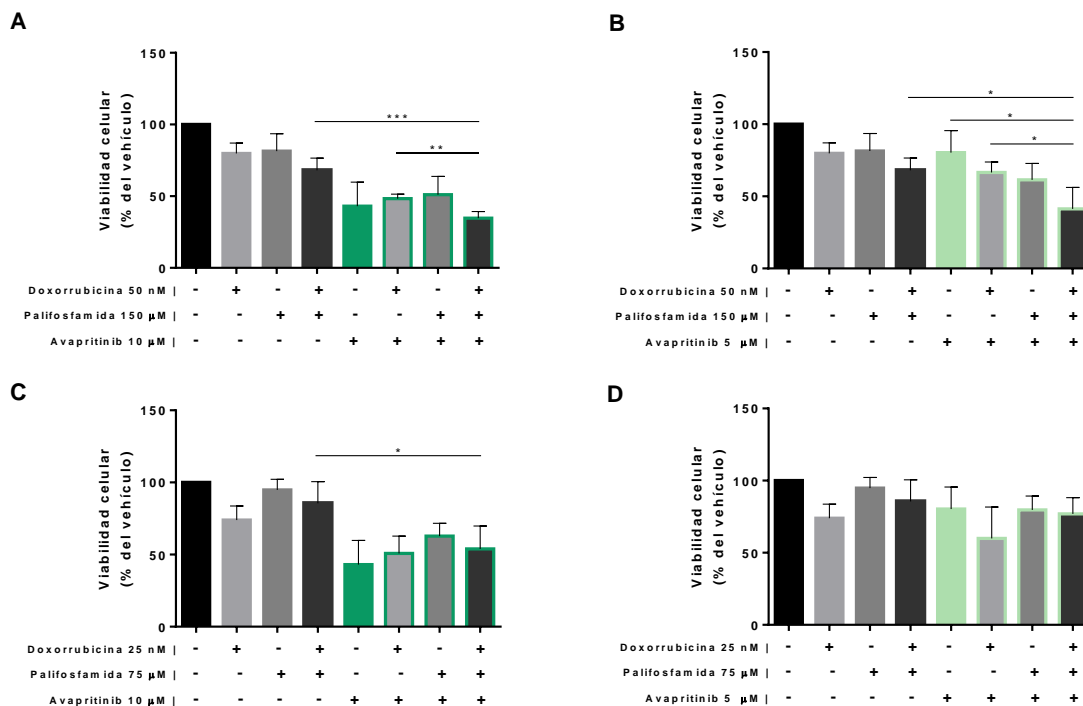 A
Viabilidad celular
(% del vehículo)
150
100
50
0
***
**
Doxorrubicina 50 nM | - + - + - + - +
Palifosfamida 150 µM | - - + + - - + +
Avapritinib 10 µM | - - - - + + + +
B
Viabilidad celular
(% del vehículo)
150
100
50
0
*
*
*
Doxorrubicina 50 nM | - + - + - + - +
Palifosfamida 150 µM | - - + + - - + +
Avapritinib 5 µM | - - - - + + + +
C
Viabilidad celular
(% del vehículo)
150
100
50
0
*
Doxorrubicina 25 nM | - + - + - + - +
Palifosfamida 75 µM | - - + + - - + +
Avapritinib 10 µM | - - - - + + + +
D
Viabilidad celular
(% del vehículo)
150
100
50
0
Doxorrubicina 25 nM | - + - + - + - +
Palifosfamida 75 µM | - - + + - - + +
Avapritinib 5 µM | - - - - + + + +